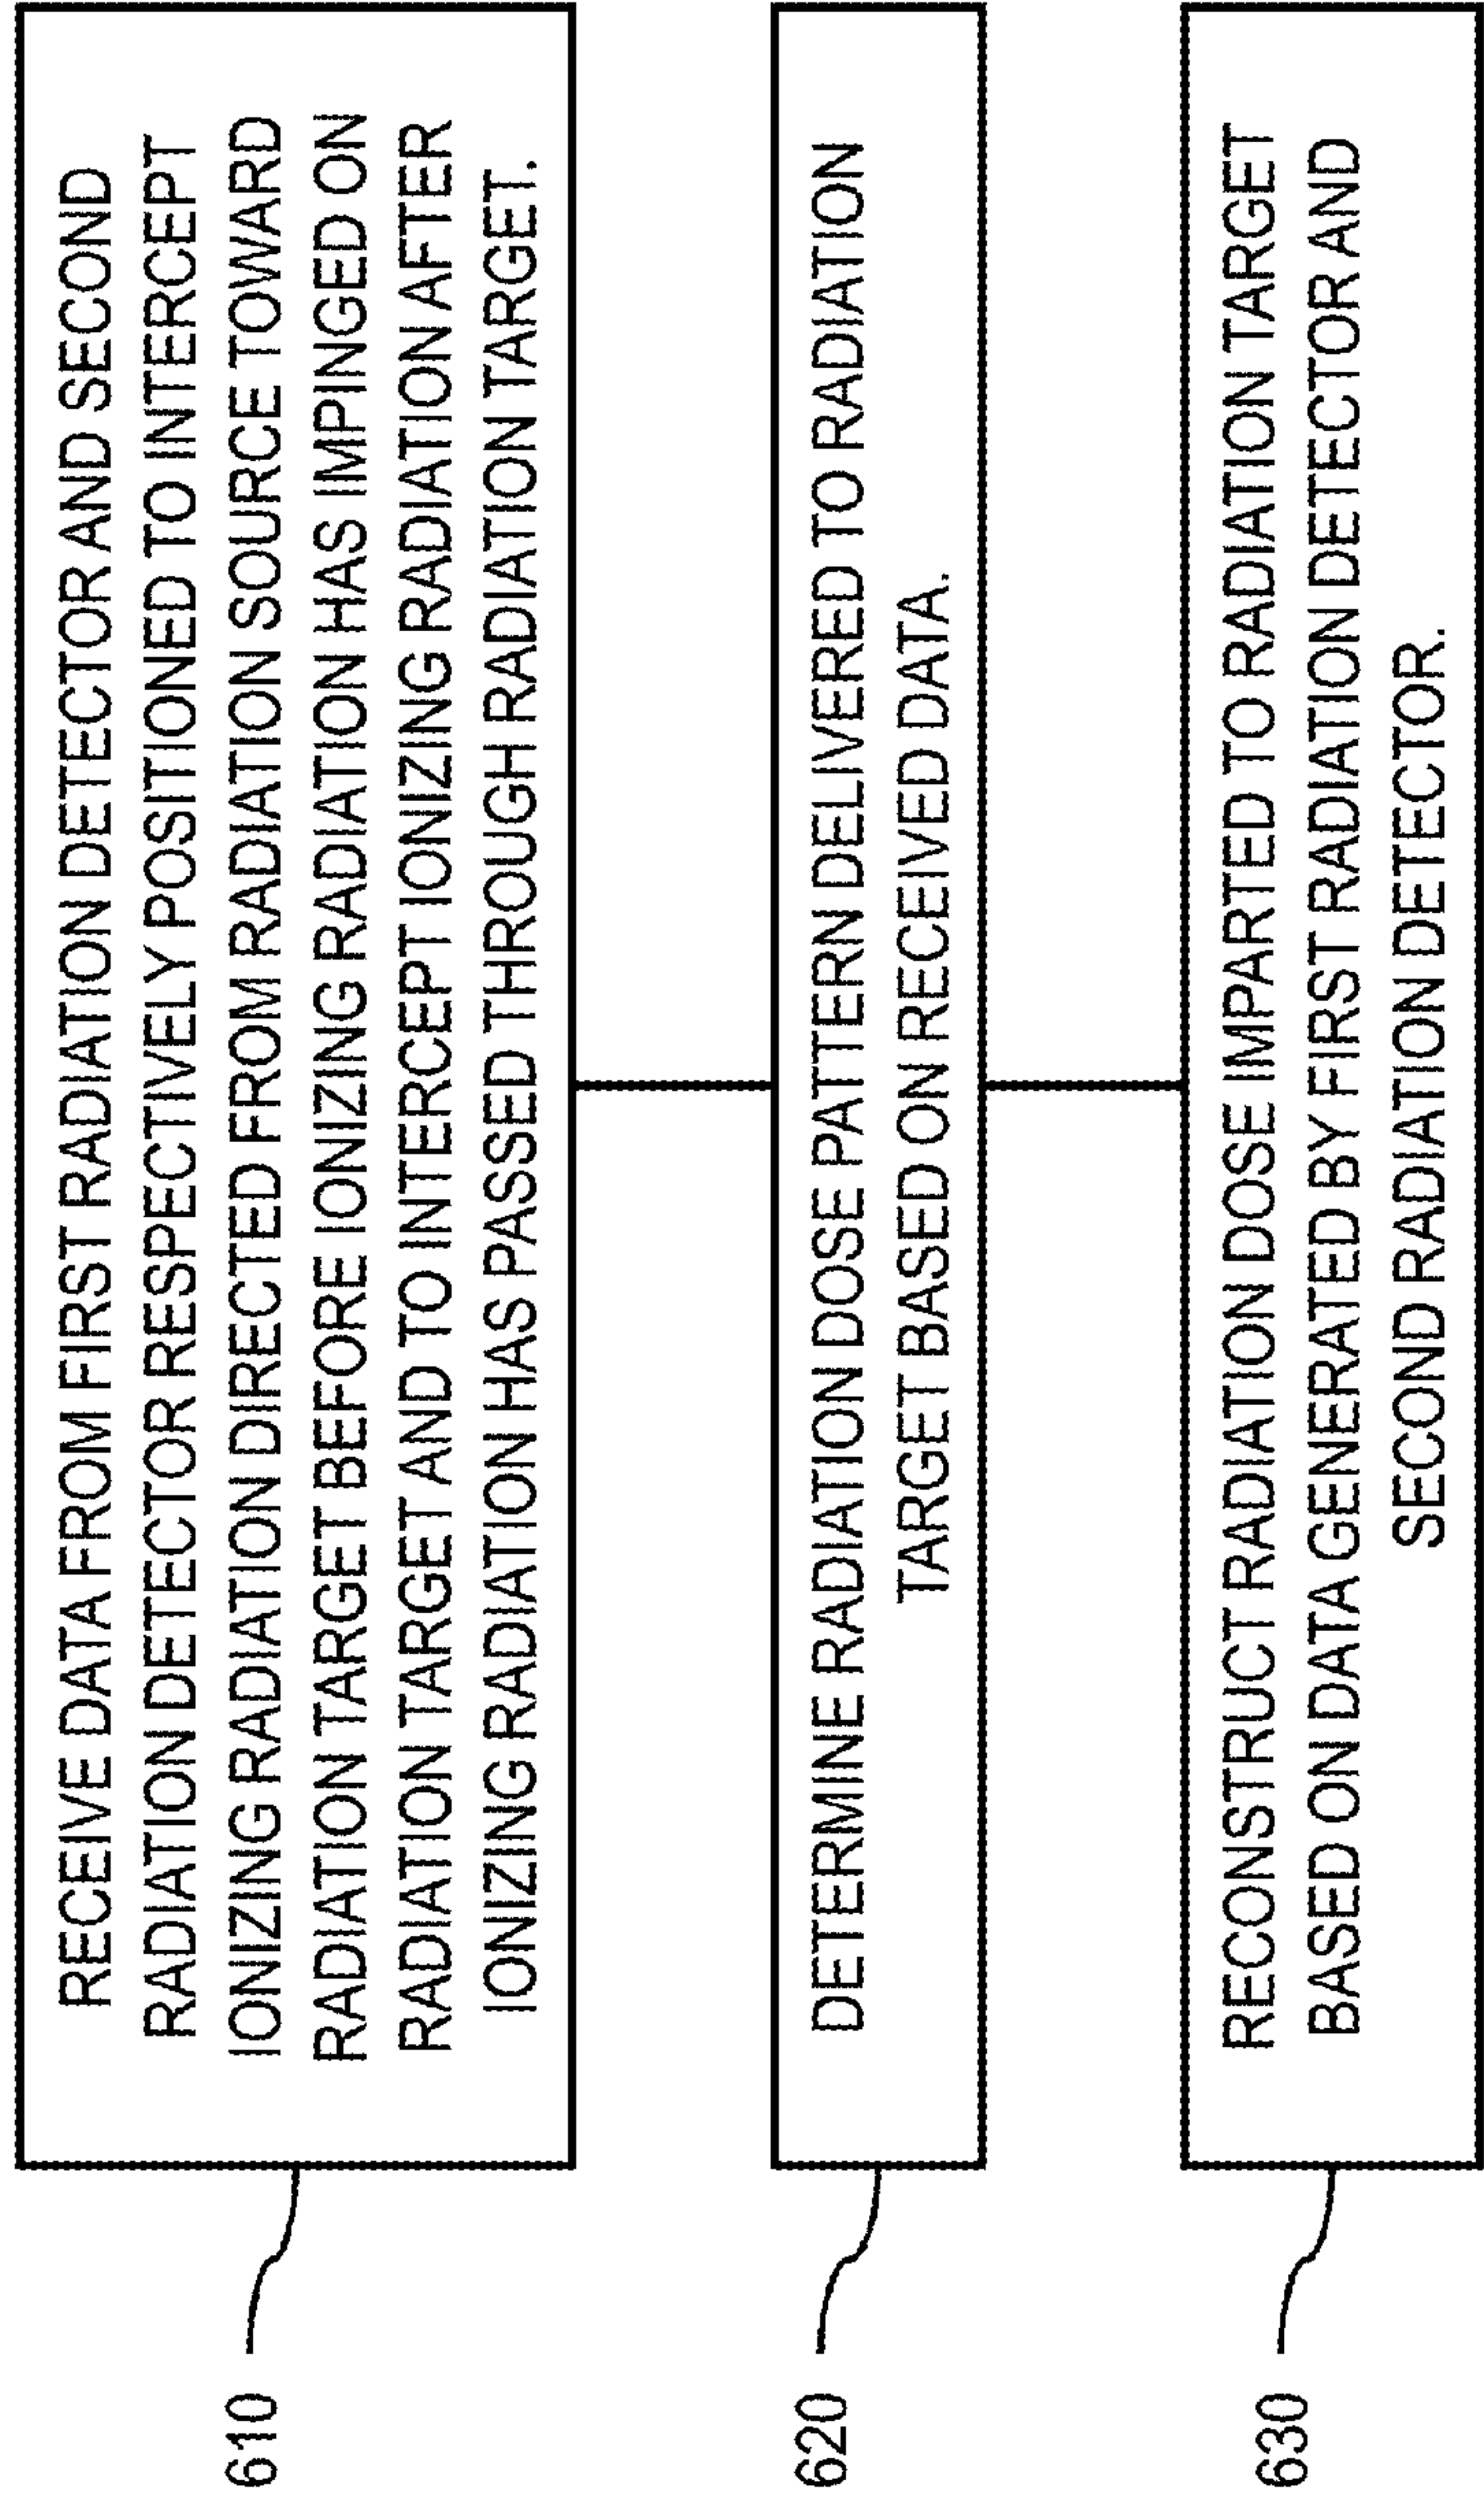 610
RECEIVE DATA FROM FIRST RADIATION DETECTOR AND SECOND
RADIATION DETECTOR RESPECTIVELY POSITIONED TO INTERCEPT
IONIZING RADIATION DIRECTED FROM RADIATION SOURCE TOWARD
RADIATION TARGET BEFORE IONIZING RADIATION HAS IMPINGED ON
RADIATION TARGET AND TO INTERCEPT IONIZING RADIATION AFTER
IONIZING RADIATION HAS PASSED THROUGH RADIATION TARGET.
620
DETERMINE RADIATION DOSE PATTERN DELIVERED TO RADIATION
TARGET BASED ON RECEIVED DATA.
630
RECONSTRUCT RADIATION DOSE IMPARTED TO RADIATION TARGET
BASED ON DATA GENERATED BY FIRST RADIATION DETECTOR AND
SECOND RADIATION DETECTOR.